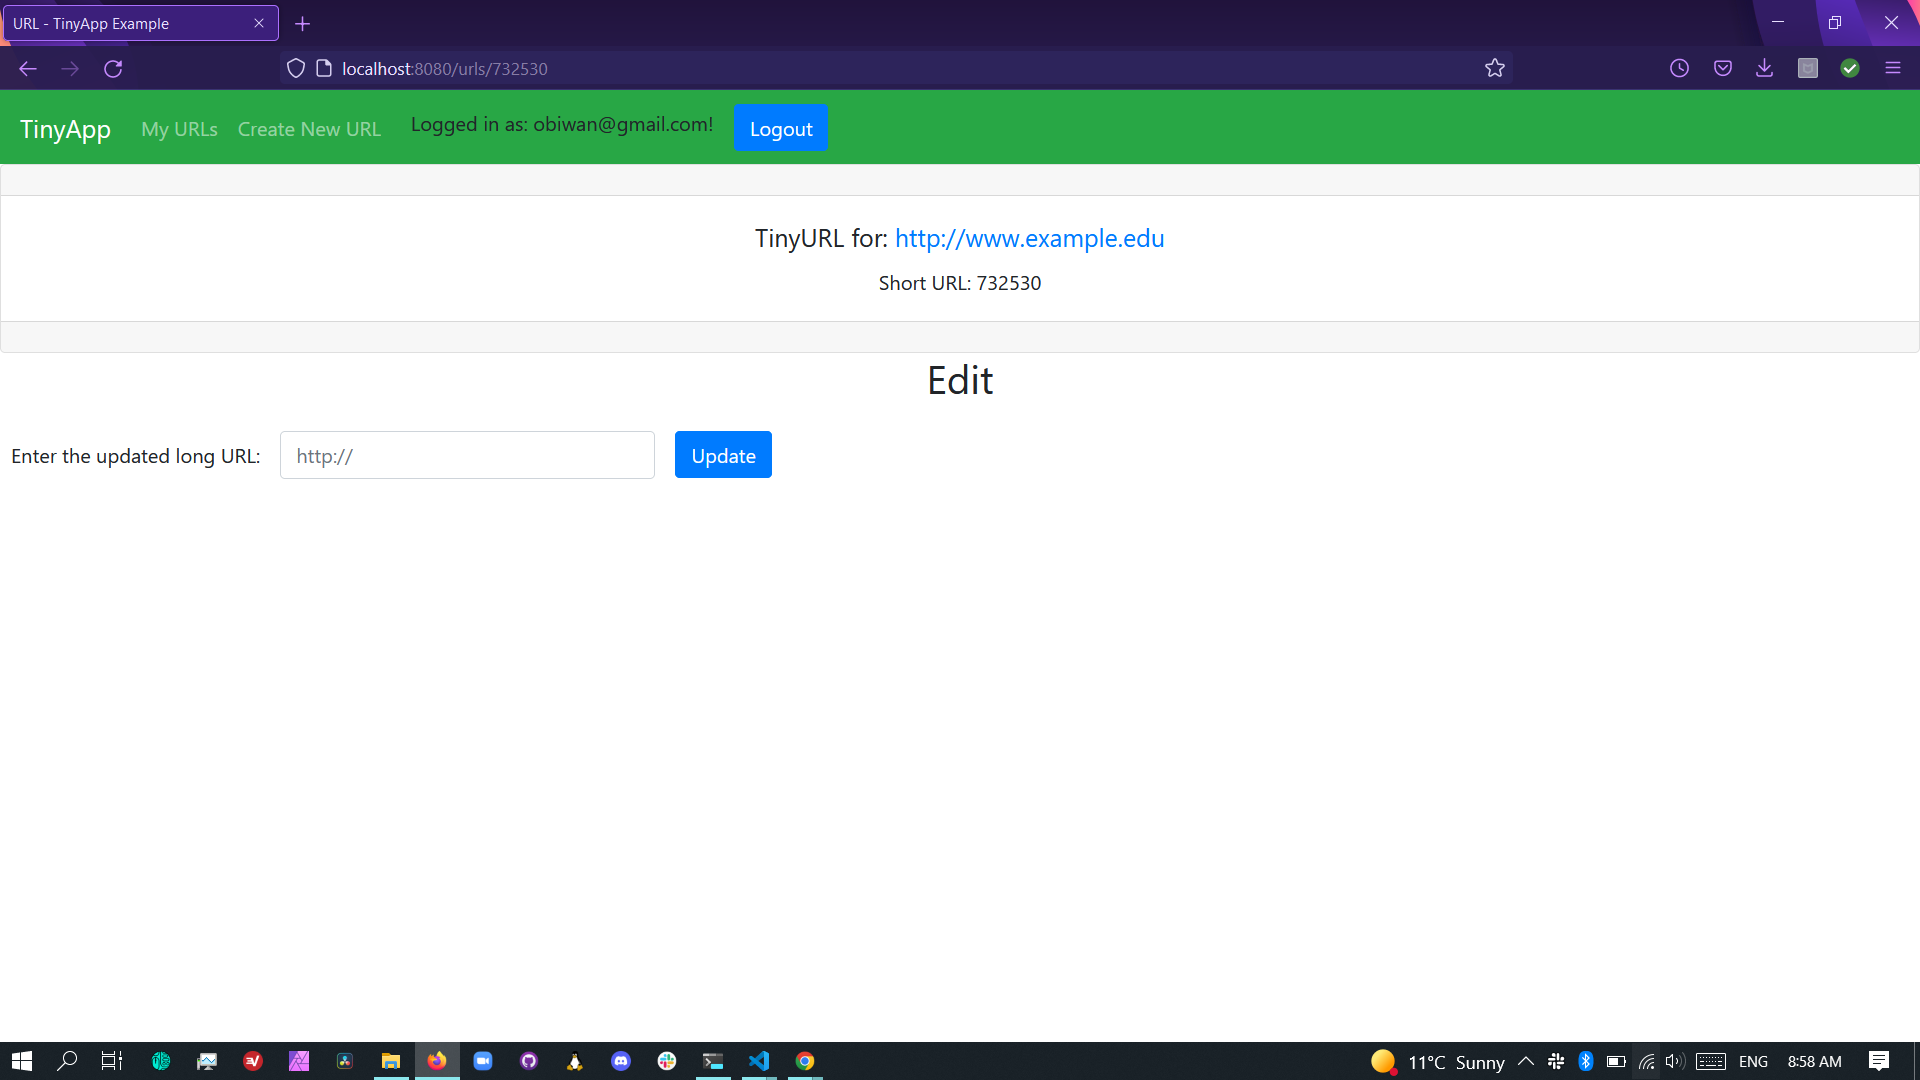 URL - TinyApp Example
localhost:8080/urls/732530
TinyApp My URLs Create New URL Logged in as: obiwan@gmail.com! Logout
TinyURL for: http://www.example.edu
Short URL: 732530
Edit
Enter the updated long URL: http:// Update
11°C Sunny ENG 8:58 AM